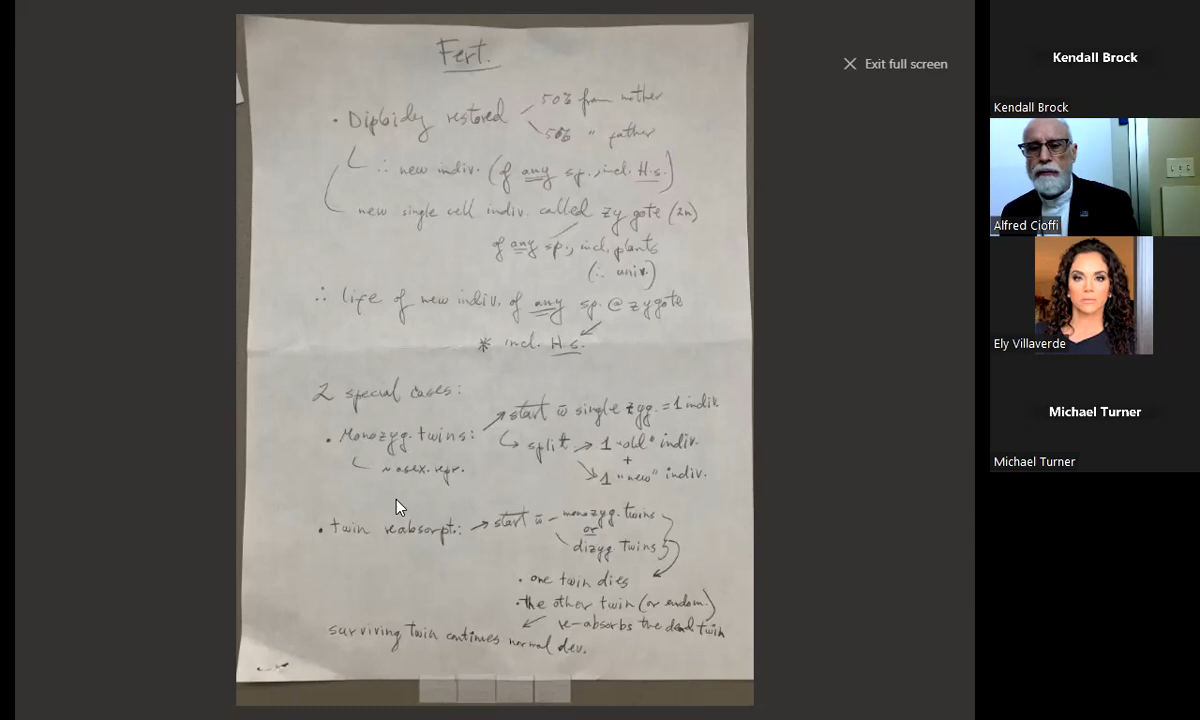 Fert.
• Diploidy restored
50% from mother
50% " father
∴ new indiv. (of any sp., incl. H.s.)
new single cell indiv. called zygote (2n)
of any sp., incl. plants
(∴ univ.)
∴ life of new indiv. of any sp. @ zygote
* incl. H.s.
2 special cases:
• Monozyg. twins: → start w̄ single zyg. = 1 indiv.
↳ split → 1 "old" indiv.
+
1 "new" indiv.
~ asex. repr.
• twin reabsorpt.: → start w̄ monozyg. twins
or
dizyg twins
• one twin dies
• the other twin (or endom.)
re-absorbs the dead twin
surviving twin continues normal dev.
Exit full screen
Kendall Brock
Kendall Brock
Alfred Cioffi
Ely Villaverde
Michael Turner
Michael Turner